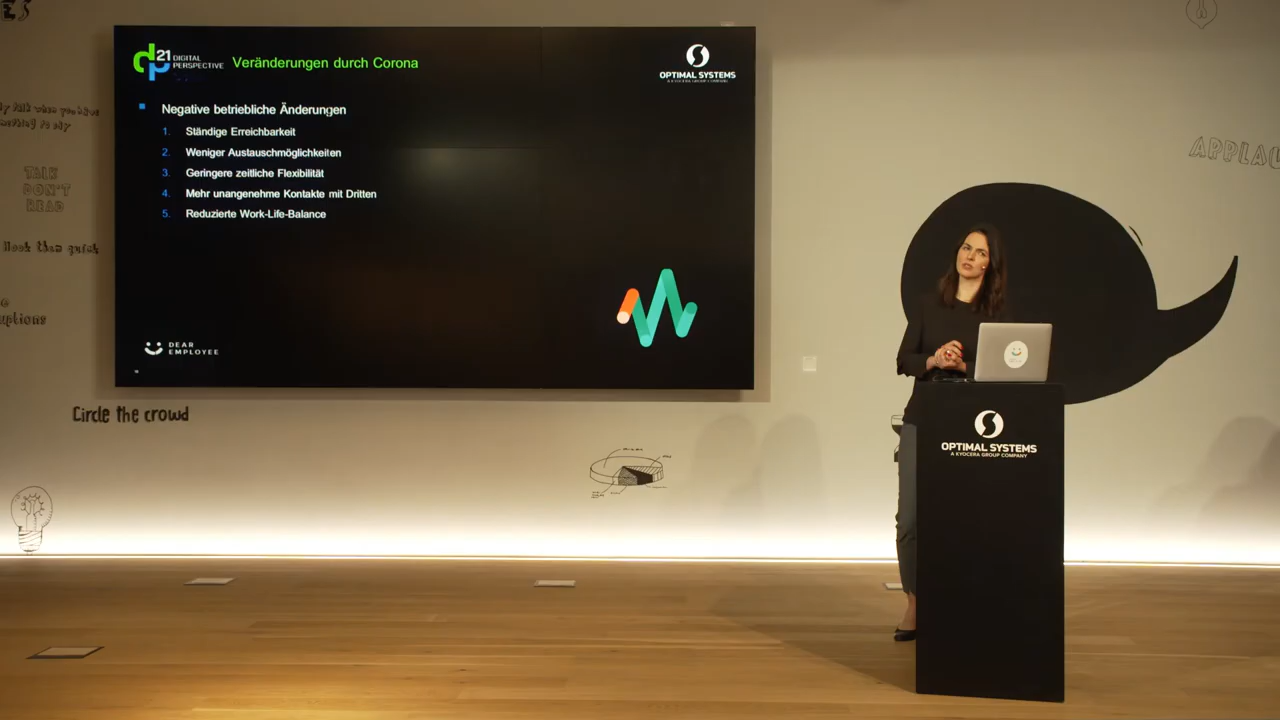 21 DIGITAL
PERSPECTIVE
Veränderungen durch Corona
OPTIMAL SYSTEMS
Negative betriebliche Änderungen
1. Ständige Erreichbarkeit
2. Weniger Austauschmöglichkeiten
3. Geringere zeitliche Flexibilität
4. Mehr unangenehme Kontakte mit Dritten
5. Reduzierte Work-Life-Balance
DEAR
EMPLOYEE
TALK
DON'T
READ
Circle the crowd
APPLAU
OPTIMAL SYSTEMS
A KYOCERA GROUP COMPANY